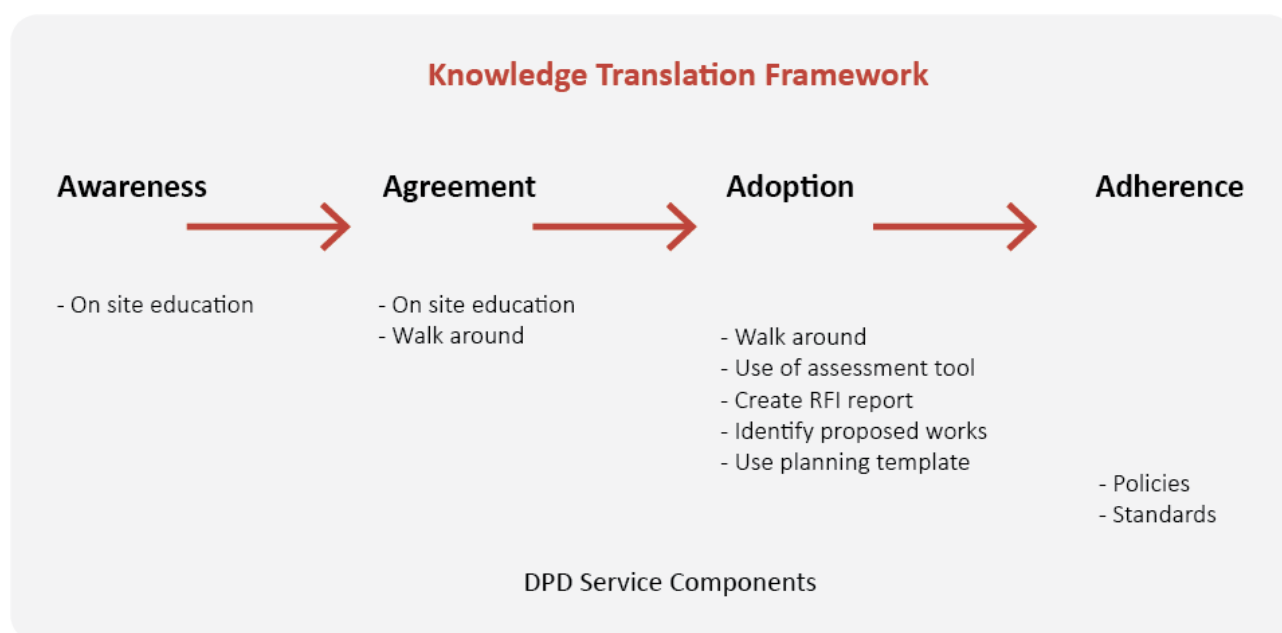 Knowledge Translation Framework
Awareness
Agreement
Adoption
Adherence
- On site education
- On site education
- Walk around
- Walk around
- Use of assessment tool
- Create RFI report
- Identify proposed works
- Use planning template
- Policies
- Standards
DPD Service Components